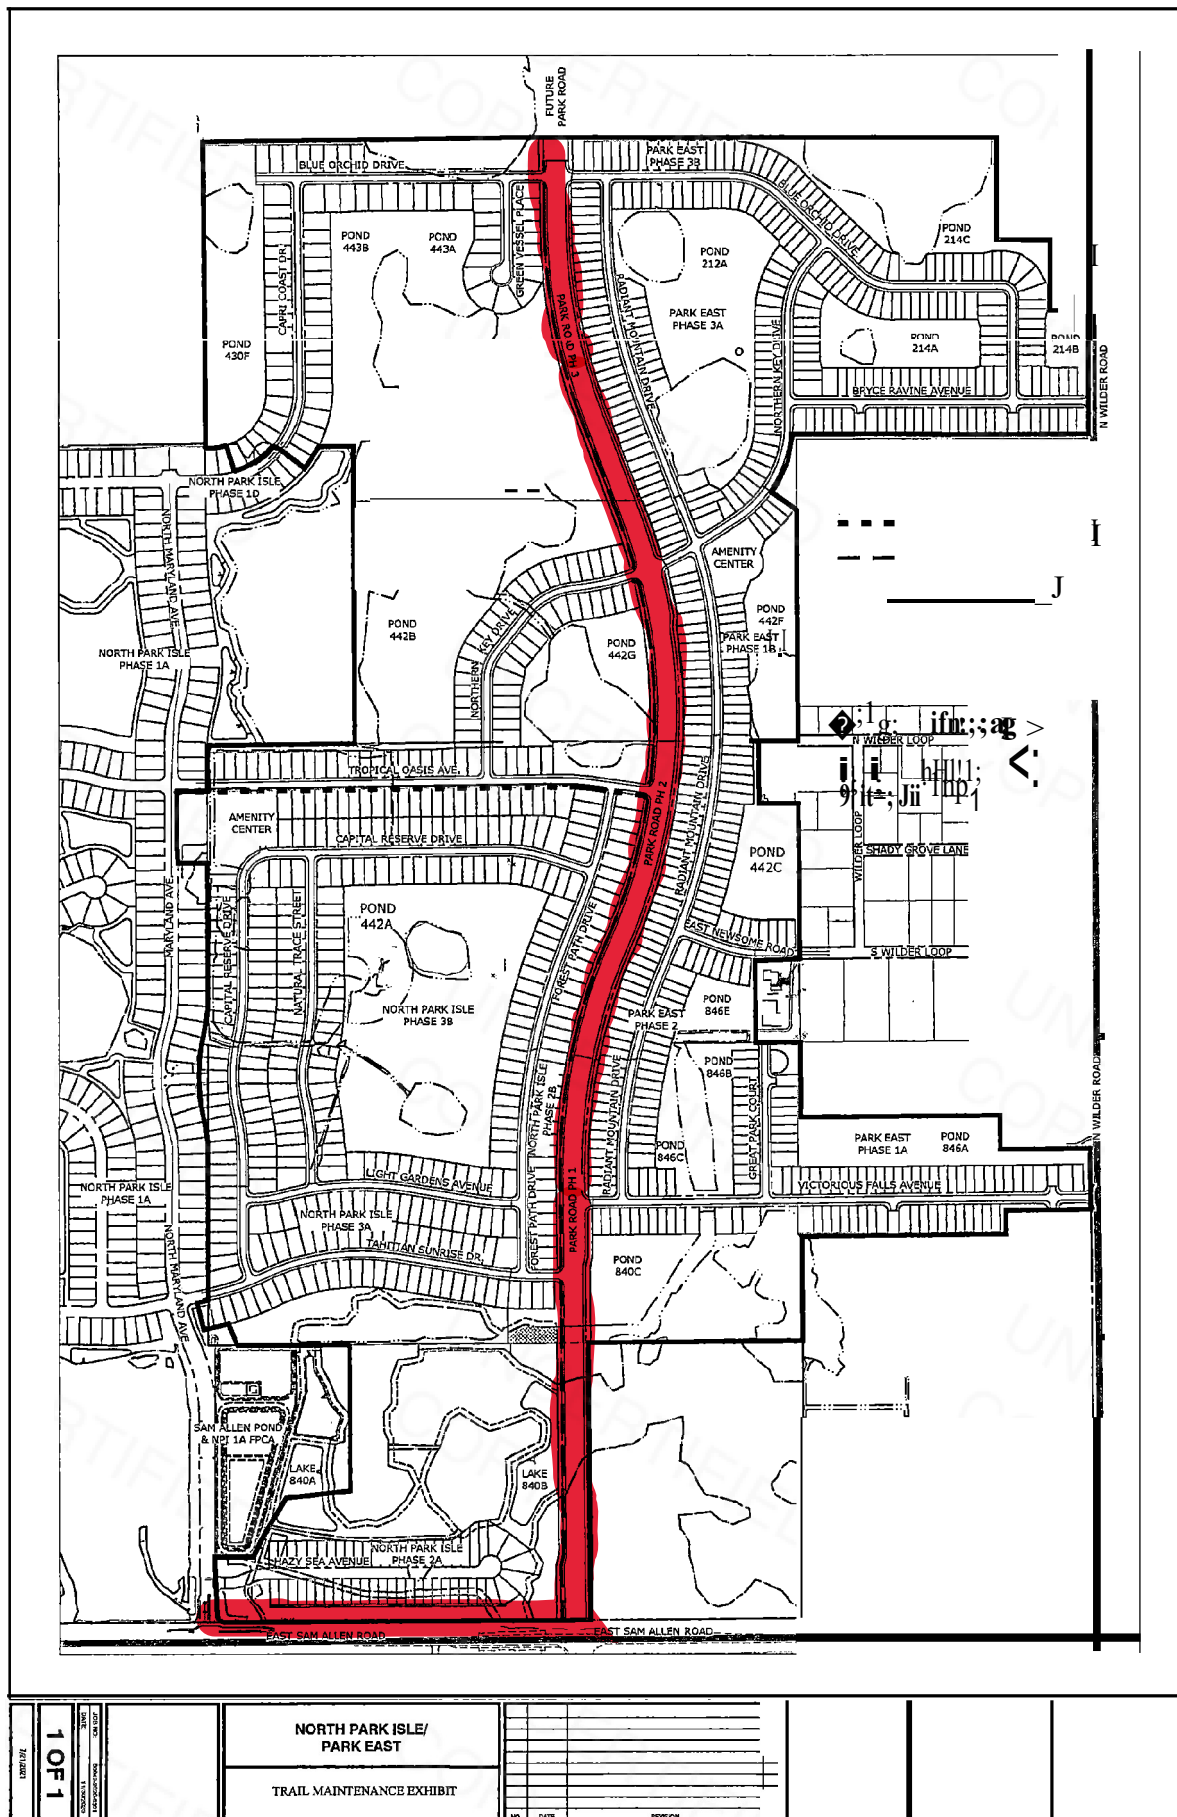 FUTURE
PARK ROAD
BLUE ORCHID DRIVE
PARK EAST
PHASE 3B
BLUE ORCHID DRIVE
POND
214C
POND
443B
POND
443A
GREEN VESSEL PLACE
CAPRI COAST DR.
POND
212A
RADIANT MOUNTAIN DRIVE
PARK EAST
PHASE 3A
PARK ROAD PH 3
POND
430F
NORTHERN KEY DRIVE
POND
214A
POND
214B
BRYCE RAVINE AVENUE
N WILDER ROAD
NORTH PARK ISLE
PHASE 1D
NORTH MARYLAND AVE.
AMENITY
CENTER
POND
442B
NORTHERN KEY DRIVE
POND
442G
POND
442F
PARK EAST
PHASE 1B
NORTH PARK ISLE
PHASE 1A
N WILDER LOOP
TROPICAL OASIS AVE.
AMENITY
CENTER
CAPITAL RESERVE DRIVE
PARK ROAD PH 2
RADIANT MOUNTAIN DRIVE
POND
442C
WILDER LOOP
SHADY GROVE LANE
MARYLAND AVE.
CAPITAL RESERVE DRIVE
NATURAL TRACE STREET
POND
442A
FOREST PATH DRIVE
EAST NEWSOME ROAD
S WILDER LOOP
NORTH PARK ISLE
PHASE 3B
PARK EAST
PHASE 2
POND
846E
POND
846B
NORTH PARK ISLE
PHASE 2B
RADIANT MOUNTAIN DRIVE
GREAT PARK COURT
N WILDER ROAD
POND
846C
PARK EAST
PHASE 1A
POND
846A
LIGHT GARDENS AVENUE
VICTORIOUS FALLS AVENUE
NORTH PARK ISLE
PHASE 1A
NORTH PARK ISLE
PHASE 3A
FOREST PATH DRIVE
PARK ROAD PH 1
TAHITIAN SUNRISE DR.
NORTH MARYLAND AVE
POND
840C
SAM ALLEN POND
& NPI 1A FPCA
LAKE
840A
LAKE
840B
HAZY SEA AVENUE
NORTH PARK ISLE
PHASE 2A
EAST SAM ALLEN ROAD
EAST SAM ALLEN ROAD
NORTH PARK ISLE/
PARK EAST
TRAIL MAINTENANCE EXHIBIT
1 OF 1
JOB NO.
DATE
7/21/2021
NO.
DATE
REVISION